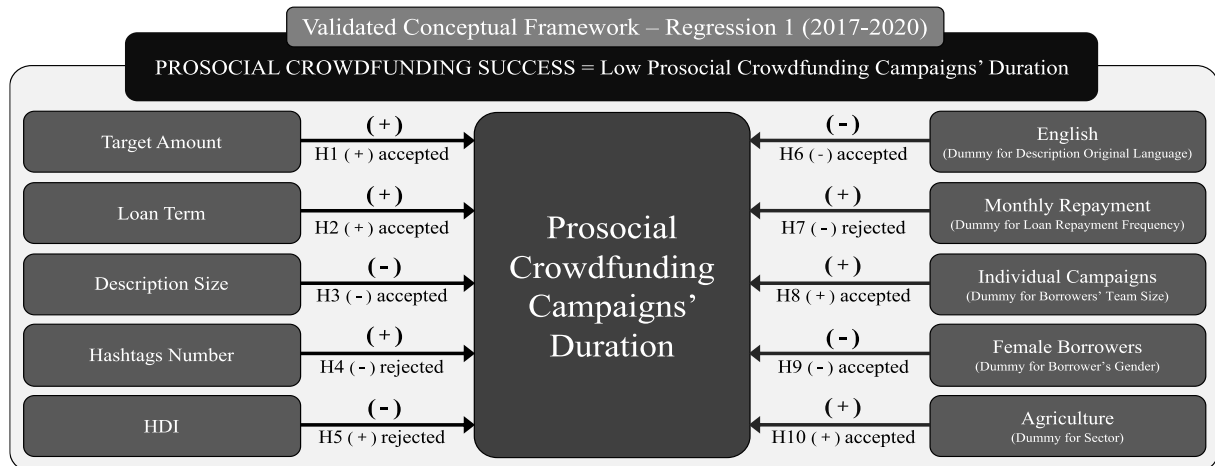 Validated Conceptual Framework – Regression 1 (2017-2020)
PROSOCIAL CROWDFUNDING SUCCESS = Low Prosocial Crowdfunding Campaigns’ Duration
Target Amount
(+)
H1 (+) accepted
Loan Term
(+)
H2 (+) accepted
Description Size
(-)
H3 (-) accepted
Hashtags Number
(+)
H4 (-) rejected
HDI
(-)
H5 (+) rejected
Prosocial
Crowdfunding
Campaigns’
Duration
(-)
H6 (-) accepted
English
(Dummy for Description Original Language)
(+)
H7 (-) rejected
Monthly Repayment
(Dummy for Loan Repayment Frequency)
(+)
H8 (+) accepted
Individual Campaigns
(Dummy for Borrowers’ Team Size)
(-)
H9 (-) accepted
Female Borrowers
(Dummy for Borrower’s Gender)
(+)
H10 (+) accepted
Agriculture
(Dummy for Sector)